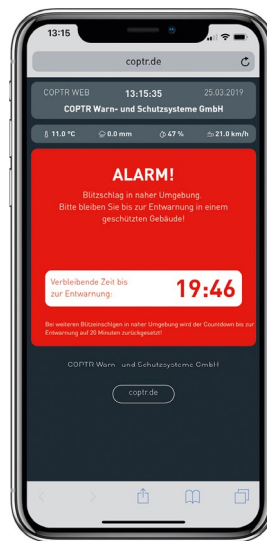 13:15
coptr.de
COPTR WEB 13:15:35 25.03.2019
COPTR Warn- und Schutzsysteme GmbH
11.0 °C 0.0 mm 47 % 21.0 km/h
ALARM!
Blitzschlag in naher Umgebung.
Bitte bleiben Sie bis zur Entwarnung in einem
geschützten Gebäude!
Verbleibende Zeit bis
zur Entwarnung:
19:46
Bei weiteren Blitzeinschlgen in naher Umgebung wird der Countdown bis zur
Entwarnung auf 20 Minuten zurückgesetzt!
COPTR Warn- und Schutzsysteme GmbH
coptr.de